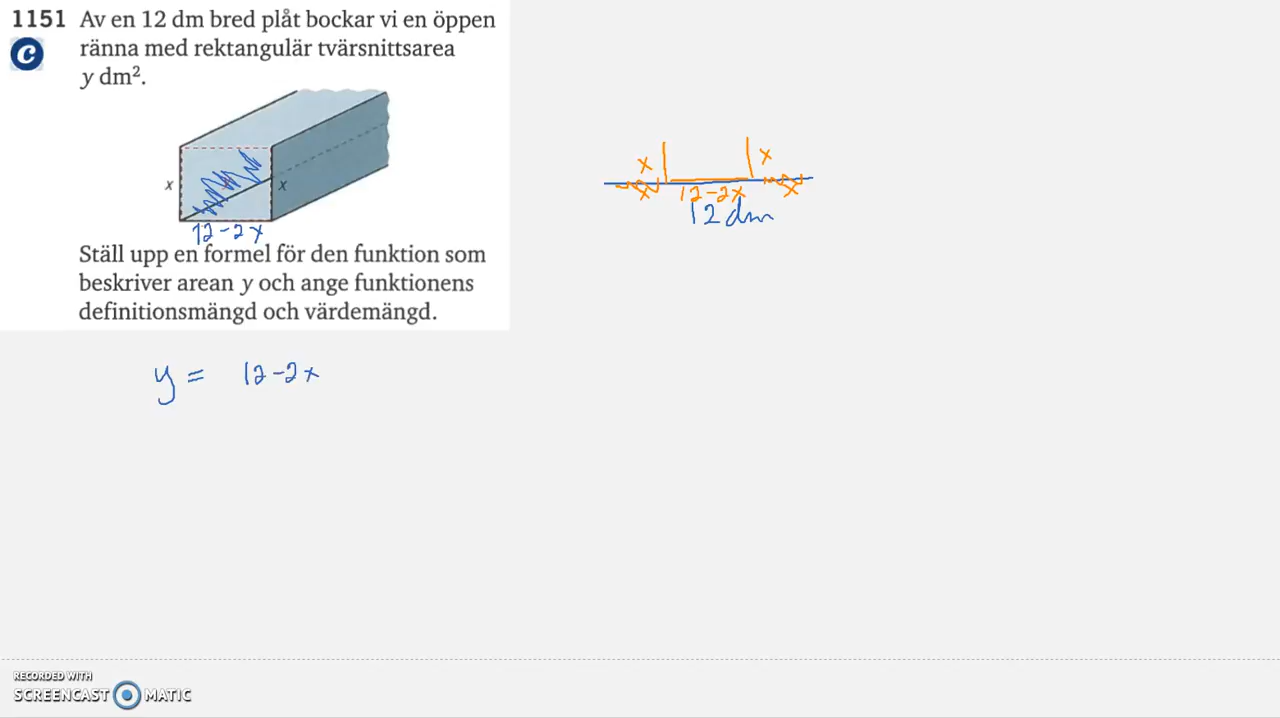 1151 Av en 12 dm bred plåt bockar vi en öppen
C ränna med rektangulär tvärsnittsarea
y dm².
x x
12-2x
Ställ upp en formel för den funktion som
beskriver arean y och ange funktionens
definitionsmängd och värdemängd.
x x
x 12-2x x
12 dm
y = 12-2x
RECORDED WITH
SCREENCAST MATIC